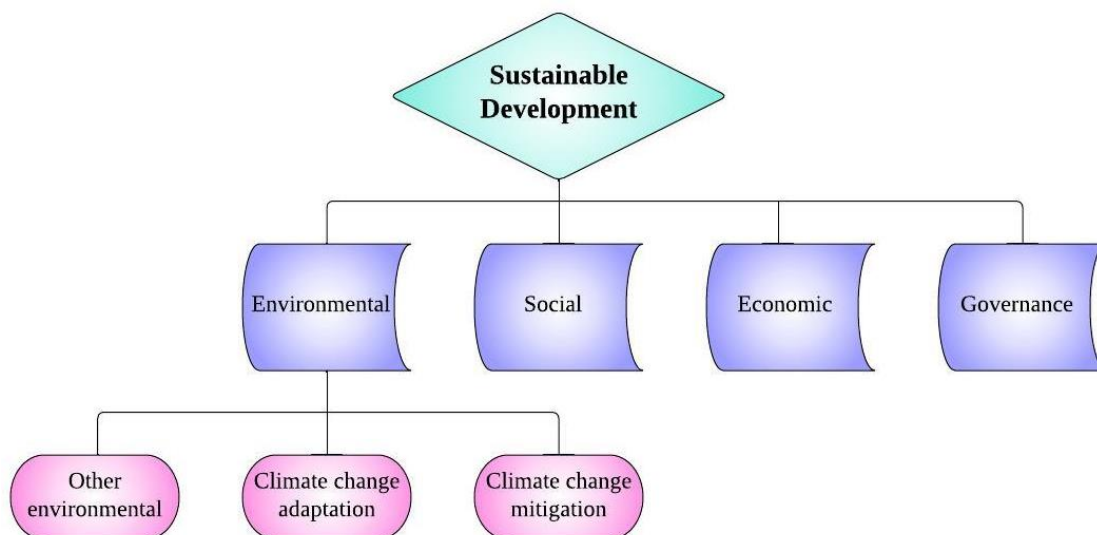 Sustainable
Development
Environmental
Social
Economic
Governance
Other
environmental
Climate change
adaptation
Climate change
mitigation